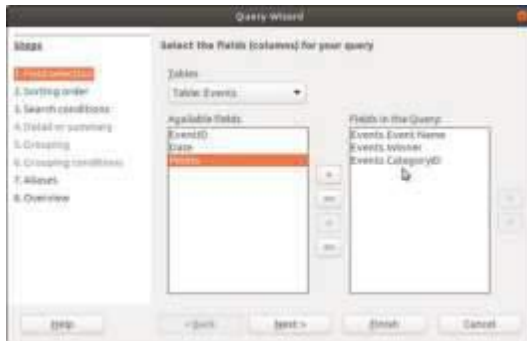 Query Wizard
Steps
Select the fields (columns) for your query
1. Field selection
2. Sorting order
3. Search conditions
4. Detail or summary
5. Grouping
6. Grouping conditions
7. Aliases
8. Overview
Tables
Table: Events
Available fields
EventID
Date
Points
Fields in the Query:
Events.Event Name
Events.Winner
Events.CategoryID
>
>>
<
<<
Help
< Back
Next >
Finish
Cancel